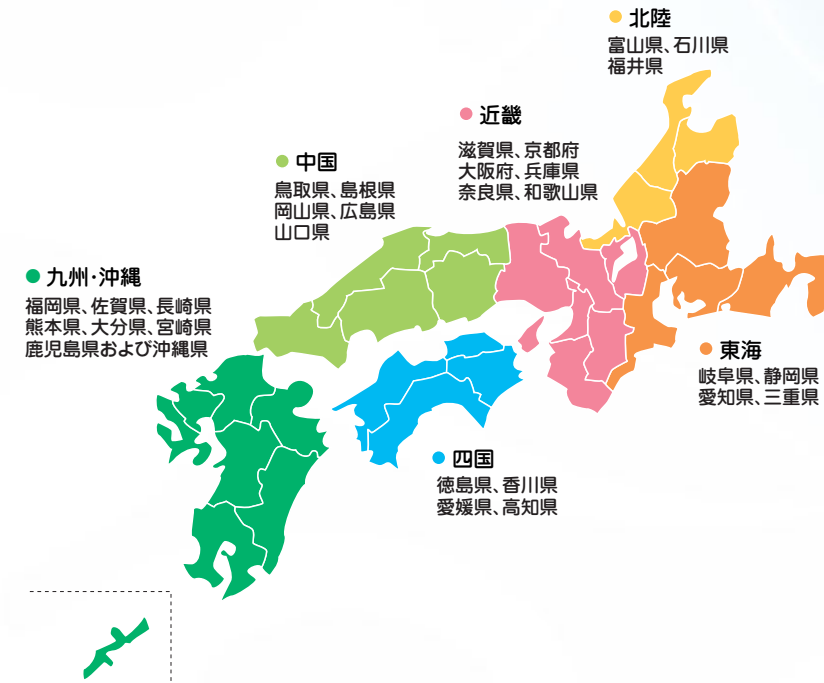 北陸
富山県、石川県
福井県
近畿
滋賀県、京都府
大阪府、兵庫県
奈良県、和歌山県
中国
鳥取県、島根県
岡山県、広島県
山口県
九州・沖縄
福岡県、佐賀県、長崎県
熊本県、大分県、宮崎県
鹿児島県および沖縄県
東海
岐阜県、静岡県
愛知県、三重県
四国
徳島県、香川県
愛媛県、高知県